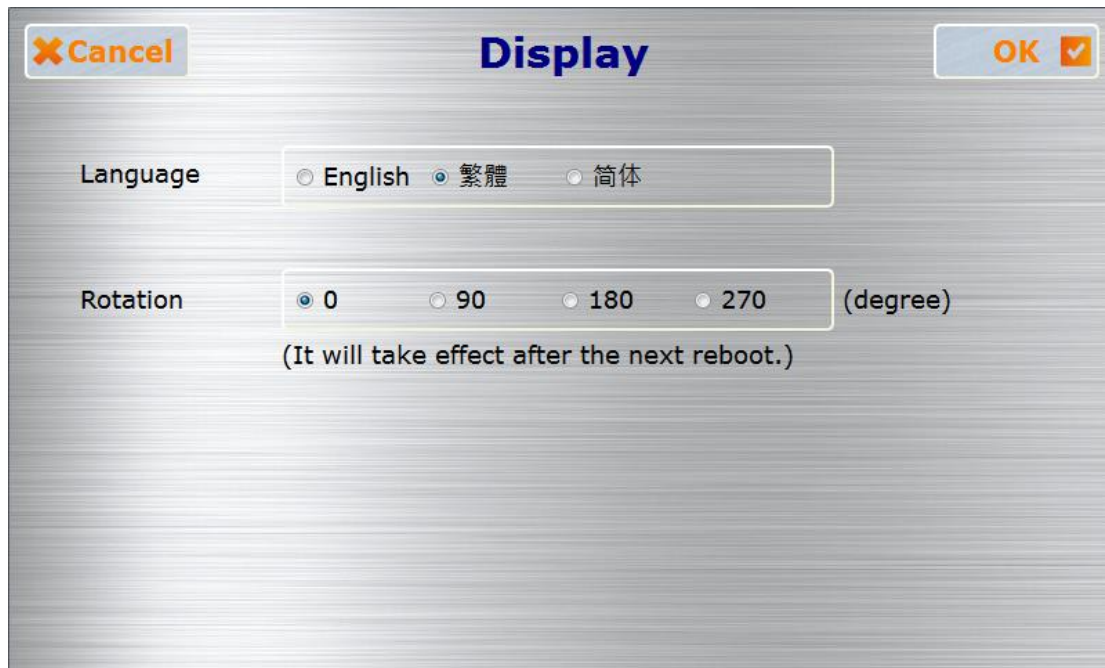 Cancel
Display
OK
Language
English 繁體 简体
Rotation
0 90 180 270 (degree)
(It will take effect after the next reboot.)